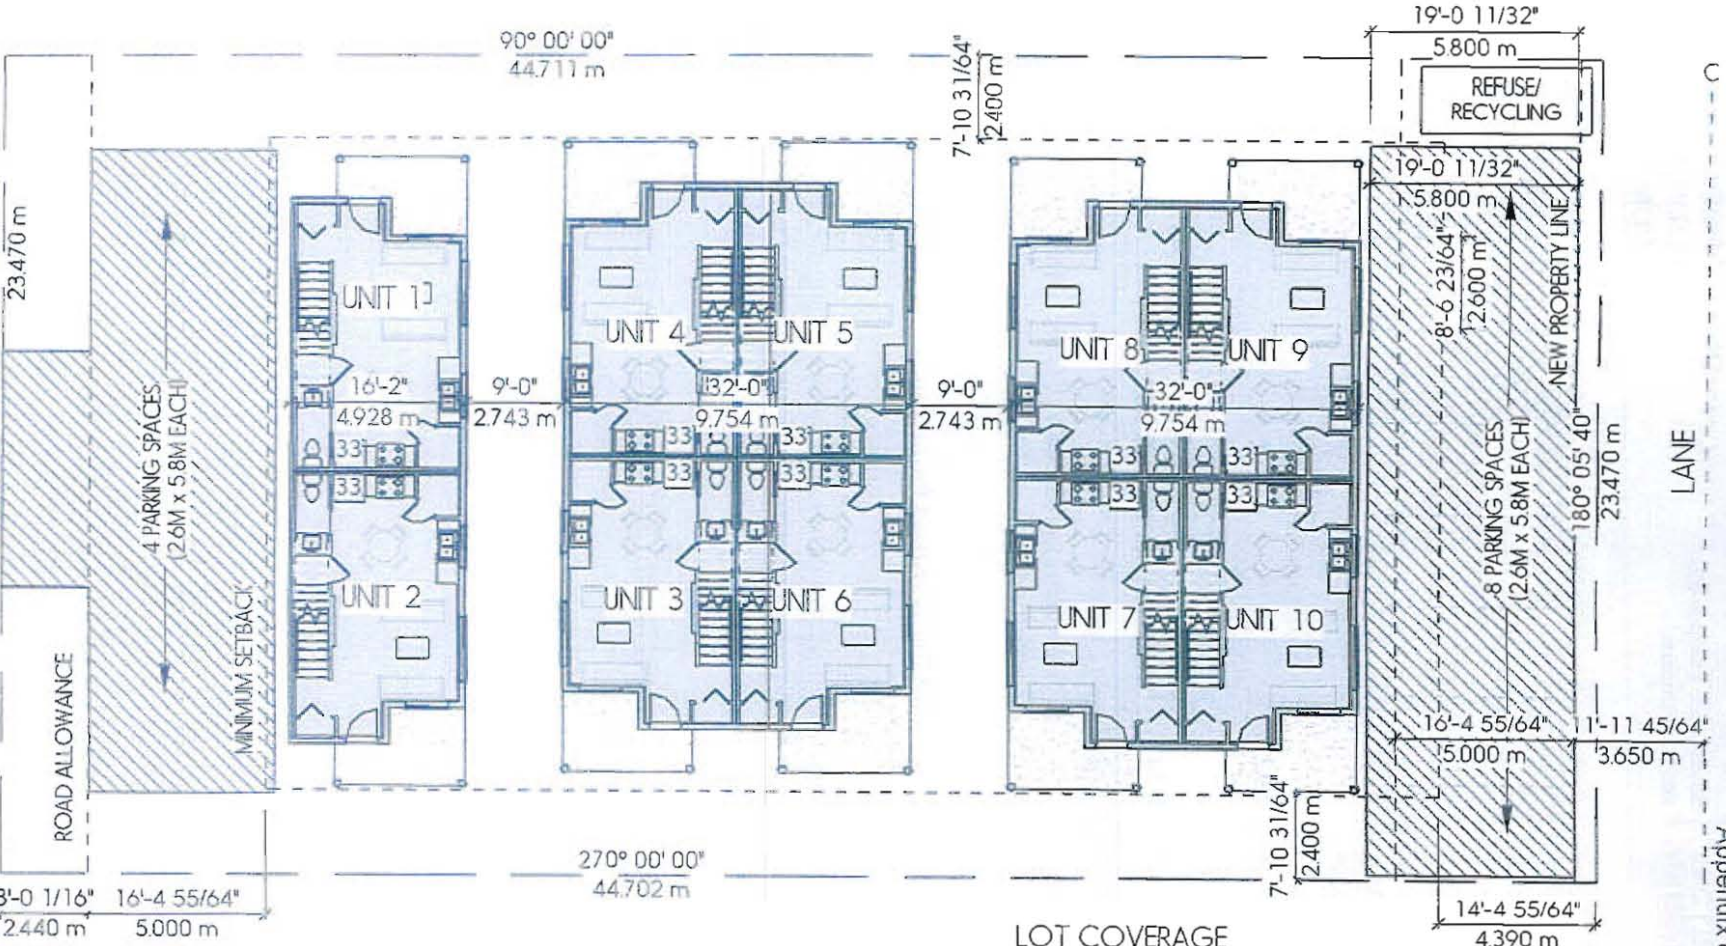 19'-0 11/32"
5.800 m
90° 00' 00"
44.711 m
7'-10 31/64"
2.400 m
REFUSE/
RECYCLING
19'-0 11/32"
5.800 m
23.470 m
8'-6 23/64"
2.600 m
NEW PROPERTY LINE
UNIT 1
UNIT 4
UNIT 5
UNIT 8
UNIT 9
16'-2"
4.928 m
9'-0"
2.743 m
32'-0"
9.754 m
9'-0"
2.743 m
32'-0"
9.754 m
33
33
33
33
33
33
33
33
33
33
4 PARKING SPACES
(2.6M x 5.8M EACH)
8 PARKING SPACES
(2.6M x 5.8M EACH)
180° 05' 40"
23.470 m
LANE
UNIT 2
UNIT 3
UNIT 6
UNIT 7
UNIT 10
MINIMUM SETBACK
ROAD ALLOWANCE
16'-4 55/64"
5.000 m
11'-11 45/64"
3.650 m
7'-10 31/64"
2.400 m
270° 00' 00"
44.702 m
-0 1/16"
2.440 m
16'-4 55/64"
5.000 m
14'-4 55/64"
4.390 m
LOT COVERAGE